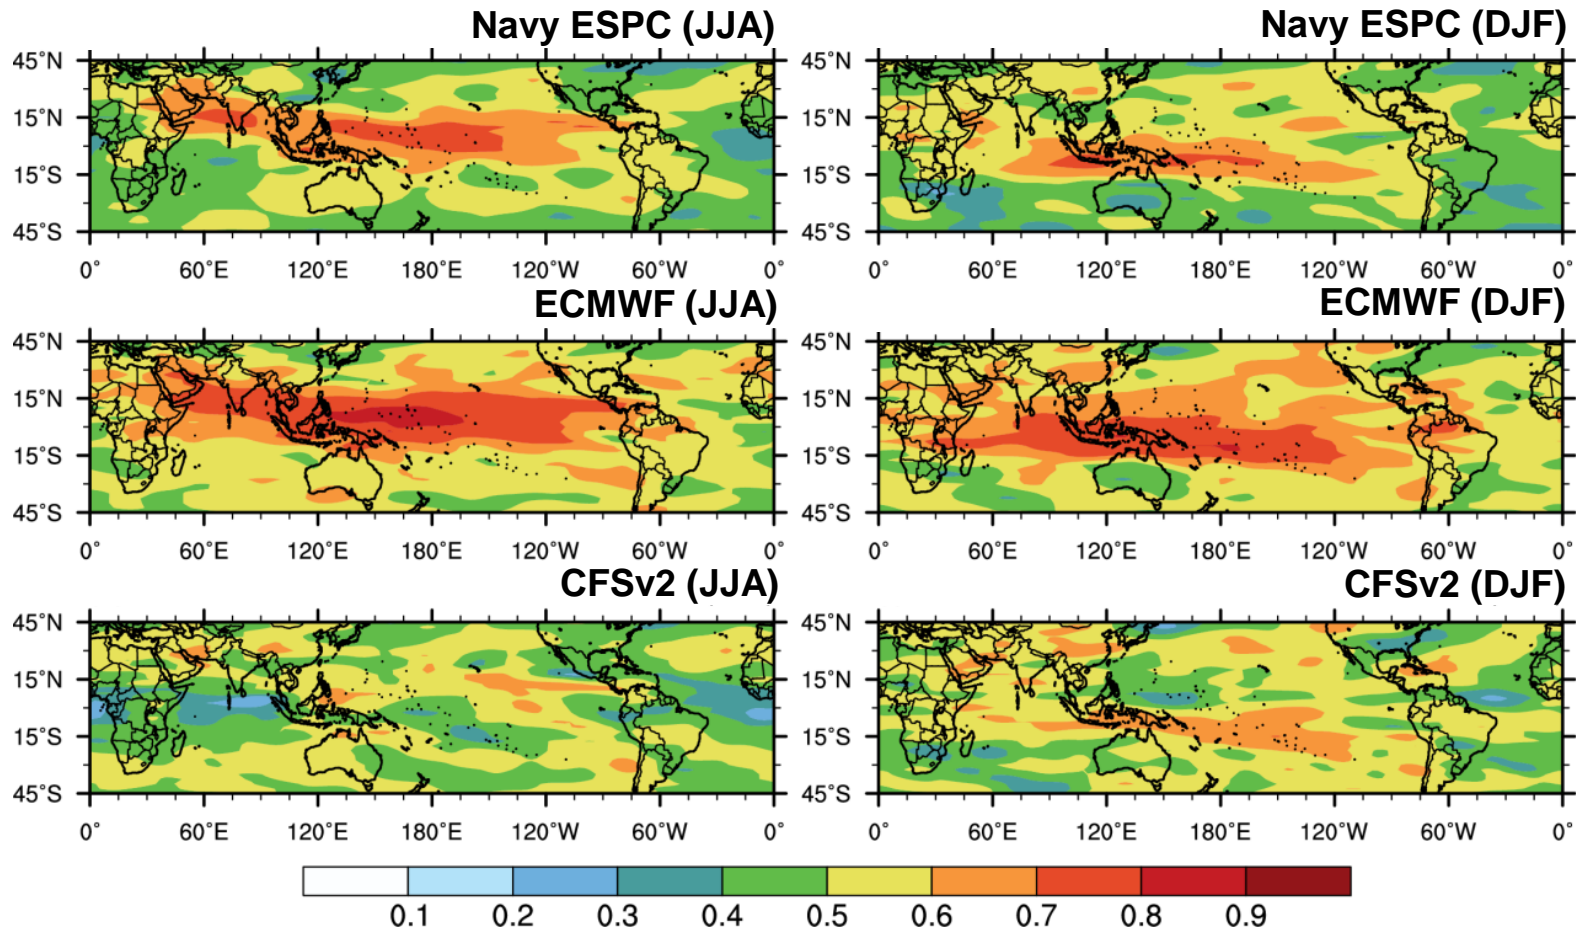 Navy ESPC (JJA) Navy ESPC (DJF)
45°N
15°N
15°S
45°S
0° 60°E 120°E 180°E 120°W 60°W 0° 0° 60°E 120°E 180°E 120°W 60°W 0°
ECMWF (JJA) ECMWF (DJF)
45°N 45°N
15°N 15°N
15°S 15°S
45°S 45°S
0° 60°E 120°E 180°E 120°W 60°W 0° 0° 60°E 120°E 180°E 120°W 60°W 0°
CFSv2 (JJA) CFSv2 (DJF)
45°N 45°N
15°N 15°N
15°S 15°S
45°S 45°S
0° 60°E 120°E 180°E 120°W 60°W 0° 0° 60°E 120°E 180°E 120°W 60°W 0°
0.1 0.2 0.3 0.4 0.5 0.6 0.7 0.8 0.9